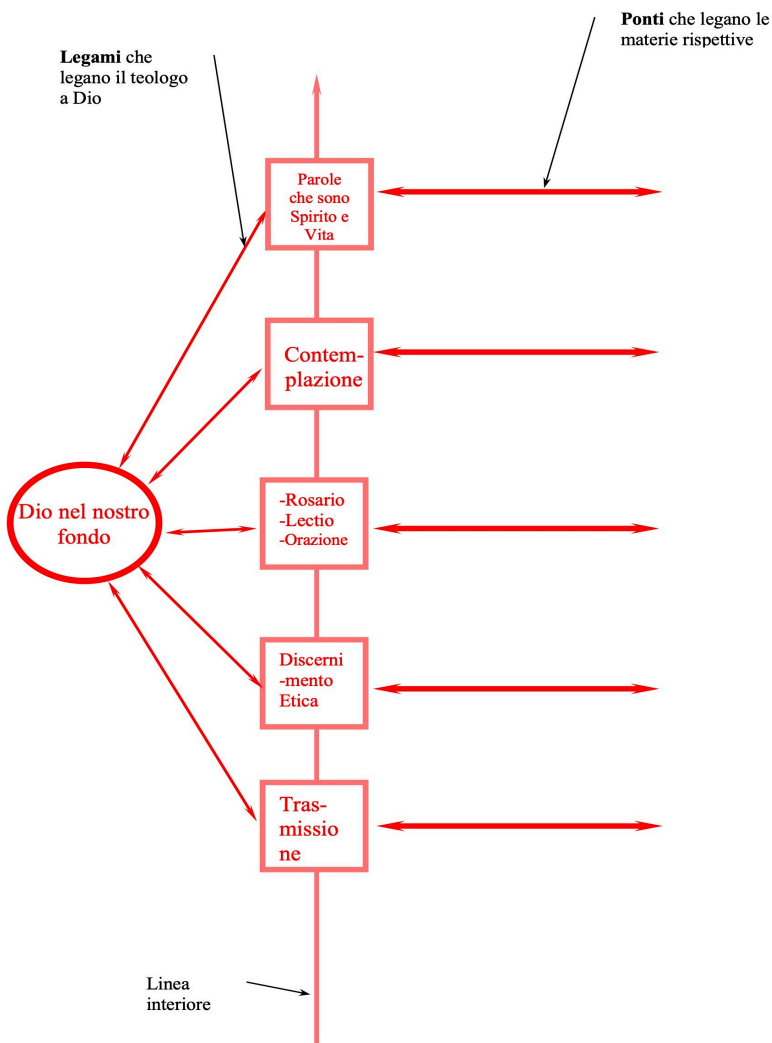 Ponti che legano le
materie rispettive
Legami che
legano il teologo
a Dio
Parole
che sono
Spirito e
Vita
Contem-
plazione
Dio nel nostro
fondo
-Rosario
-Lectio
-Orazione
Discerni
-mento
Etica
Tras-
missio
ne
Linea
interiore